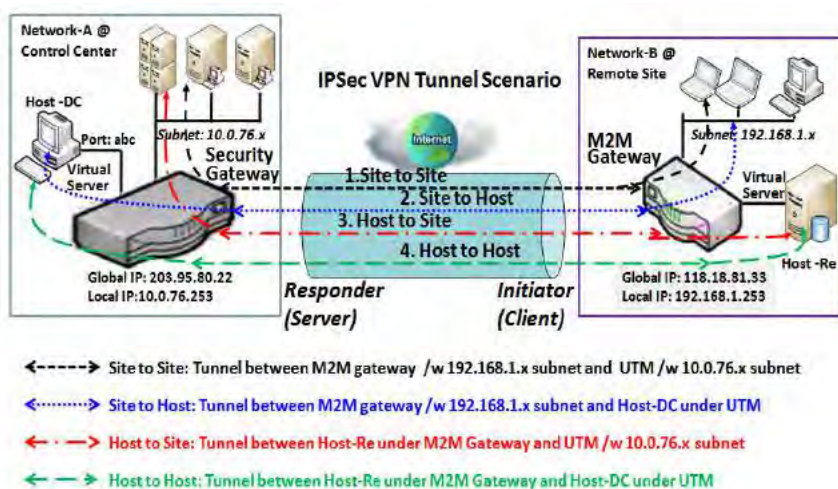 Network-A @
Control Center
IPSec VPN Tunnel Scenario
Network-B @
Remote Site
Host -DC
Port: abc
Subnet: 10.0.76.x
Internet
Subnet: 192.168.1.x
Virtual
Server
Security
Gateway
M2M
Gateway
Virtual
Server
1.Site to Site
2. Site to Host
3. Host to Site
4. Host to Host
Host -Re
Global IP: 203.95.80.22
Local IP:10.0.76.253
Responder
(Server)
Initiator
(Client)
Global IP: 118.18.81.33
Local IP: 192.168.1.253
Site to Site: Tunnel between M2M gateway /w 192.168.1.x subnet and UTM /w 10.0.76.x subnet
Site to Host: Tunnel between M2M gateway /w 192.168.1.x subnet and Host-DC under UTM
Host to Site: Tunnel between Host-Re under M2M Gateway and UTM /w 10.0.76.x subnet
Host to Host: Tunnel between Host-Re under M2M Gateway and Host-DC under UTM